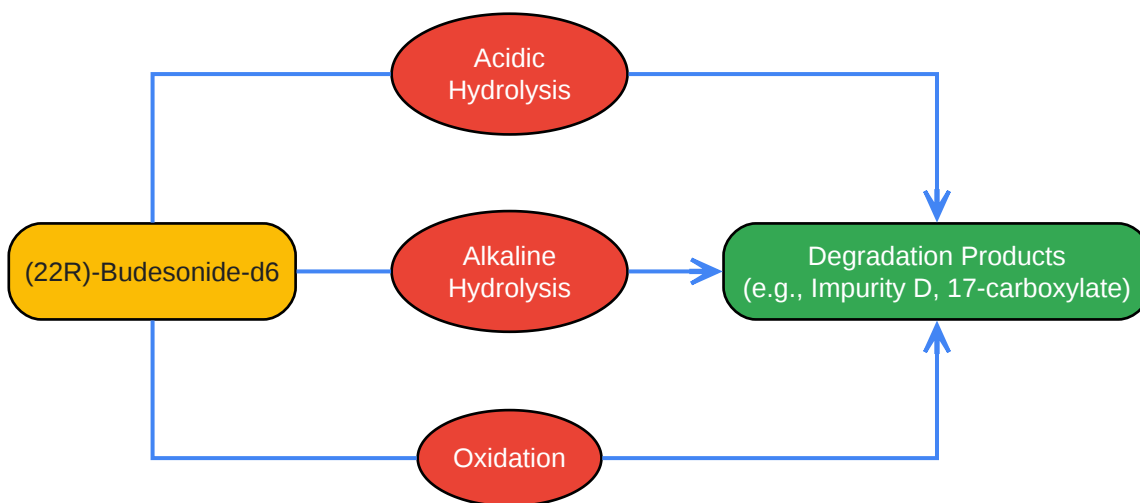 Acidic
Hydrolysis
(22R)-Budesonide-d6
Alkaline
Hydrolysis
Degradation Products
(e.g., Impurity D, 17-carboxylate)
Oxidation